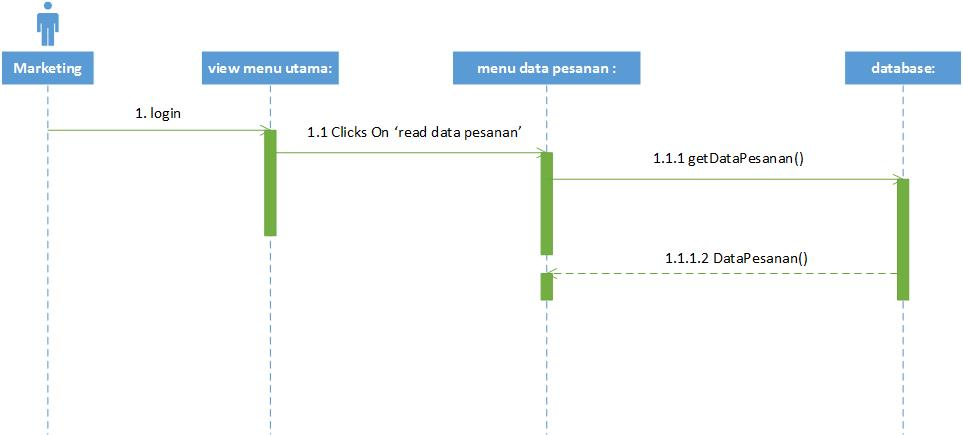 Marketing
view menu utama:
menu data pesanan :
database:
1. login
1.1 Clicks On ‘read data pesanan’
1.1.1 getDataPesanan()
1.1.1.2 DataPesanan()